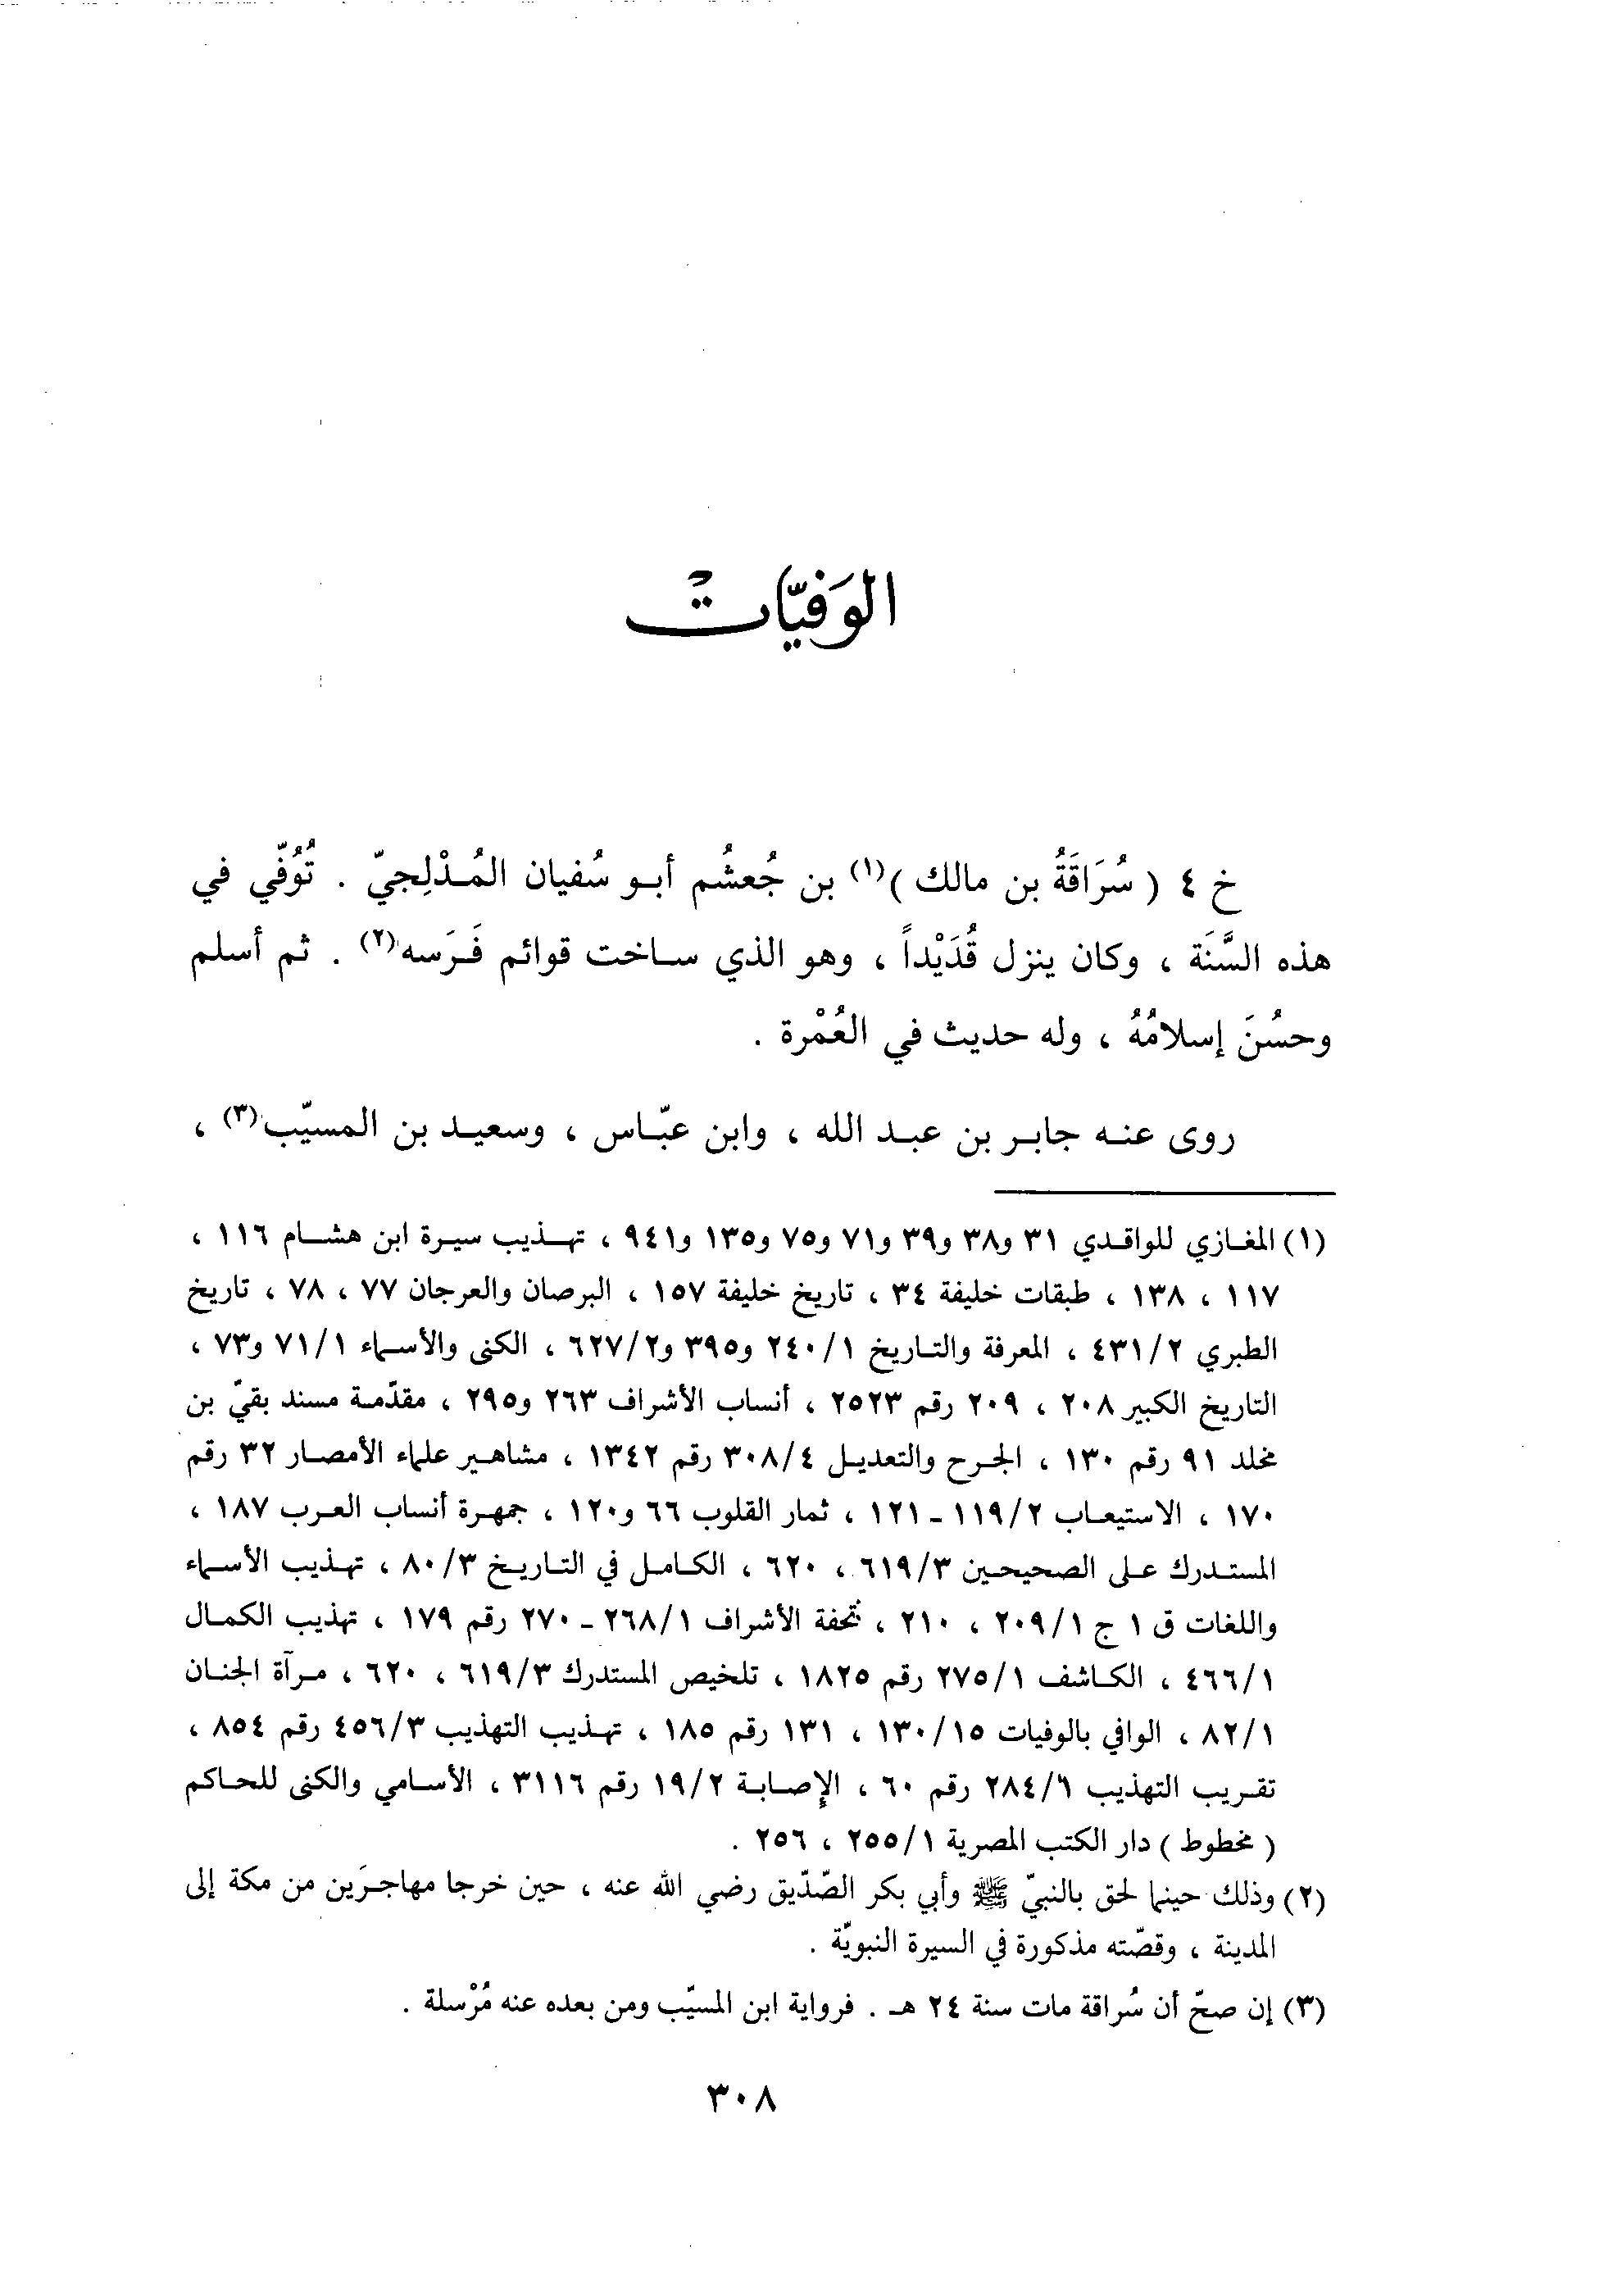 الوَفيّات
خ ٤ ( سُرَاقَةُ بن مالك )(١) بن جُعشُم أبو سُفيان المُدْلِجيّ . تُوُفّي في
هذه السَّنَة ، وكان ينزل قُدَيْداً ، وهو الذي ساخت قوائم فَرَسه(٢) . ثم أسلم
وحسُنَ إسلامُهُ ، وله حديث في العُمْرة .
روى عنه جابر بن عبد الله ، وابن عبّاس ، وسعيد بن المسيّب(٣) ،
(١) المغازي للواقدي ٣١ و٣٨ و٣٩ و٧١ و٧٥ و١٣٥ و٩٤١ ، تهذيب سيرة ابن هشام ١١٦ ،
١١٧ ، ١٣٨ ، طبقات خليفة ٣٤ ، تاريخ خليفة ١٥٧ ، البرصان والعرجان ٧٧ ، ٧٨ ، تاريخ
الطبري ٤٣١/٢ ، المعرفة والتاريخ ٢٤٠/١ و٣٩٥ و٦٢٧/٢ ، الكنى والأسماء ٧١/١ و٧٣ ،
التاريخ الكبير ٢٠٨ ، ٢٠٩ رقم ٢٥٢٣ ، أنساب الأشراف ٢٦٣ و٢٩٥ ، مقدّمة مسند بقيّ بن
مخلد ٩١ رقم ١٣٠ ، الجرح والتعديل ٣٠٨/٤ رقم ١٣٤٢ ، مشاهير علماء الأمصار ٣٢ رقم
١٧٠ ، الاستيعاب ١١٩/٢ - ١٢١ ، ثمار القلوب ٦٦ و١٢٠ ، جمهرة أنساب العرب ١٨٧ ،
المستدرك على الصحيحين ٦١٩/٣ ، ٦٢٠ ، الكامل في التاريخ ٨٠/٣ ، تهذيب الأسماء
واللغات ق ١ ج ٢٠٩/١ ، ٢١٠ ، تحفة الأشراف ٢٦٨/١ - ٢٧٠ رقم ١٧٩ ، تهذيب الكمال
٤٦٦/١ ، الكاشف ٢٧٥/١ رقم ١٨٢٥ ، تلخيص المستدرك ٦١٩/٣ ، ٦٢٠ ، مرآة الجنان
٨٢/١ ، الوافي بالوفيات ١٣٠/١٥ ، ١٣١ رقم ١٨٥ ، تهذيب التهذيب ٤٥٦/٣ رقم ٨٥٤ ،
تقريب التهذيب ٢٨٤/١ رقم ٦٠ ، الإصابة ١٩/٢ رقم ٣١١٦ ، الأسامي والكنى للحاكم
( مخطوط ) دار الكتب المصرية ٢٥٥/١ ، ٢٥٦ .
(٢) وذلك حينما لحق بالنبيّ ﷺ وأبي بكر الصّدّيق رضي الله عنه ، حين خرجا مهاجرَين من مكة إلى
المدينة ، وقصّته مذكورة في السيرة النبويّة .
(٣) إن صحّ أن سُراقة مات سنة ٢٤ هـ . فرواية ابن المسيّب ومن بعده عنه مُرْسلة .
٣٠٨